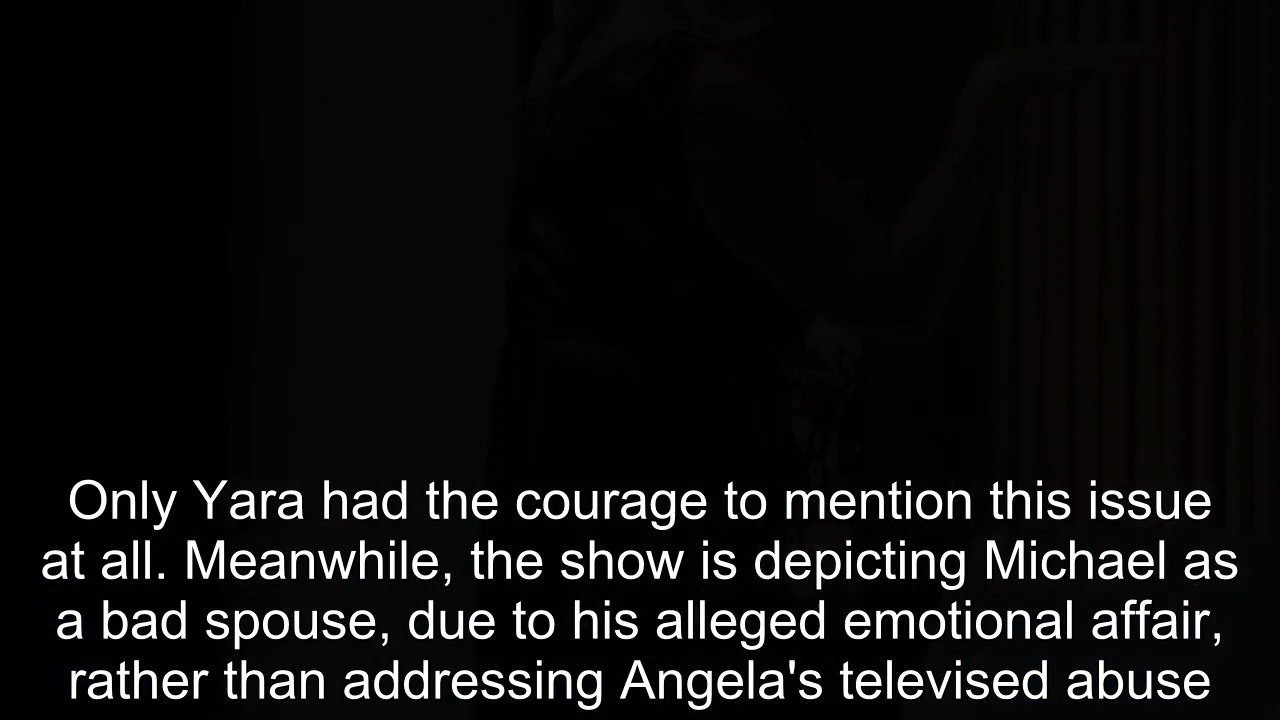 Only Yara had the courage to mention this issue
at all. Meanwhile, the show is depicting Michael as
a bad spouse, due to his alleged emotional affair,
rather than addressing Angela's televised abuse